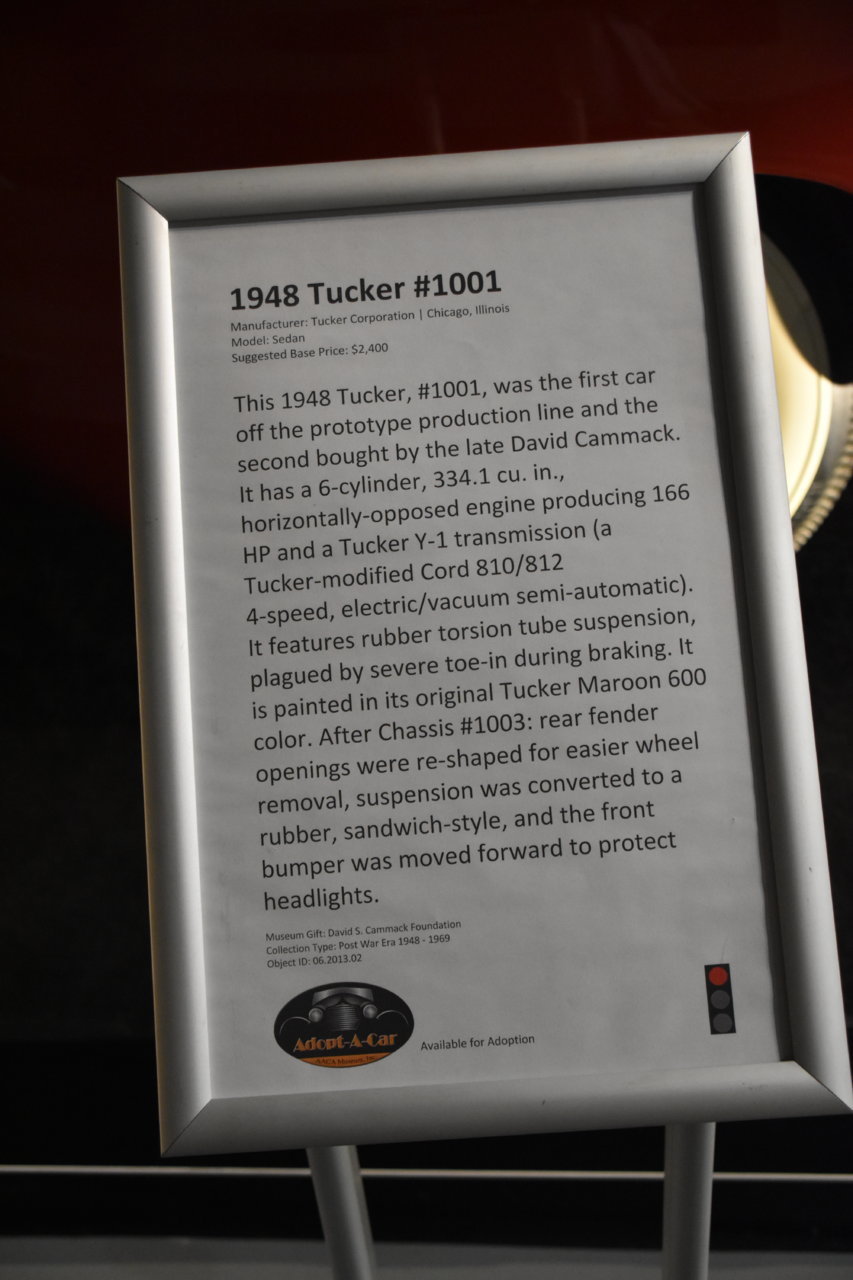 1948 Tucker #1001
Manufacturer: Tucker Corporation | Chicago, Illinois
Model: Sedan
Suggested Base Price: $2,400
This 1948 Tucker, #1001, was the first car
off the prototype production line and the
second bought by the late David Cammack.
It has a 6-cylinder, 334.1 cu. in.,
horizontally-opposed engine producing 166
HP and a Tucker Y-1 transmission (a
Tucker-modified Cord 810/812
4-speed, electric/vacuum semi-automatic).
It features rubber torsion tube suspension,
plagued by severe toe-in during braking. It
is painted in its original Tucker Maroon 600
color. After Chassis #1003: rear fender
openings were re-shaped for easier wheel
removal, suspension was converted to a
rubber, sandwich-style, and the front
bumper was moved forward to protect
headlights.
Museum Gift: David S. Cammack Foundation
Collection Type: Post War Era 1948 - 1969
Object ID: 06.2013.02
Adopt-A-Car
AACA Museum, Inc.
Available for Adoption